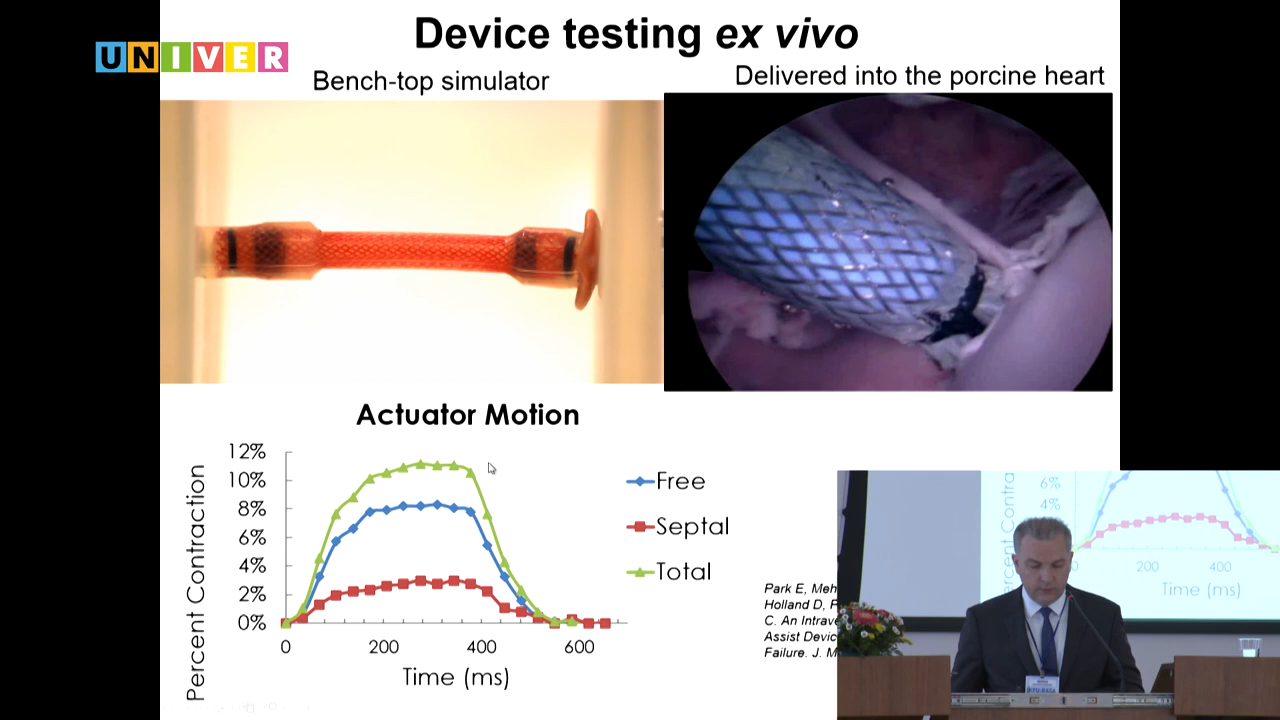 Device testing ex vivo
UNIVER
Bench-top simulator
Delivered into the porcine heart
Actuator Motion
Percent Contraction
12%
10%
8%
6%
4%
2%
0%
0
200
400
600
Time (ms)
Free
Septal
Total
Park E, Meh
Holland D, P
C. An Intrave
Assist Devic
Failure. J. M
6%
4%
200
400
Time (ms)